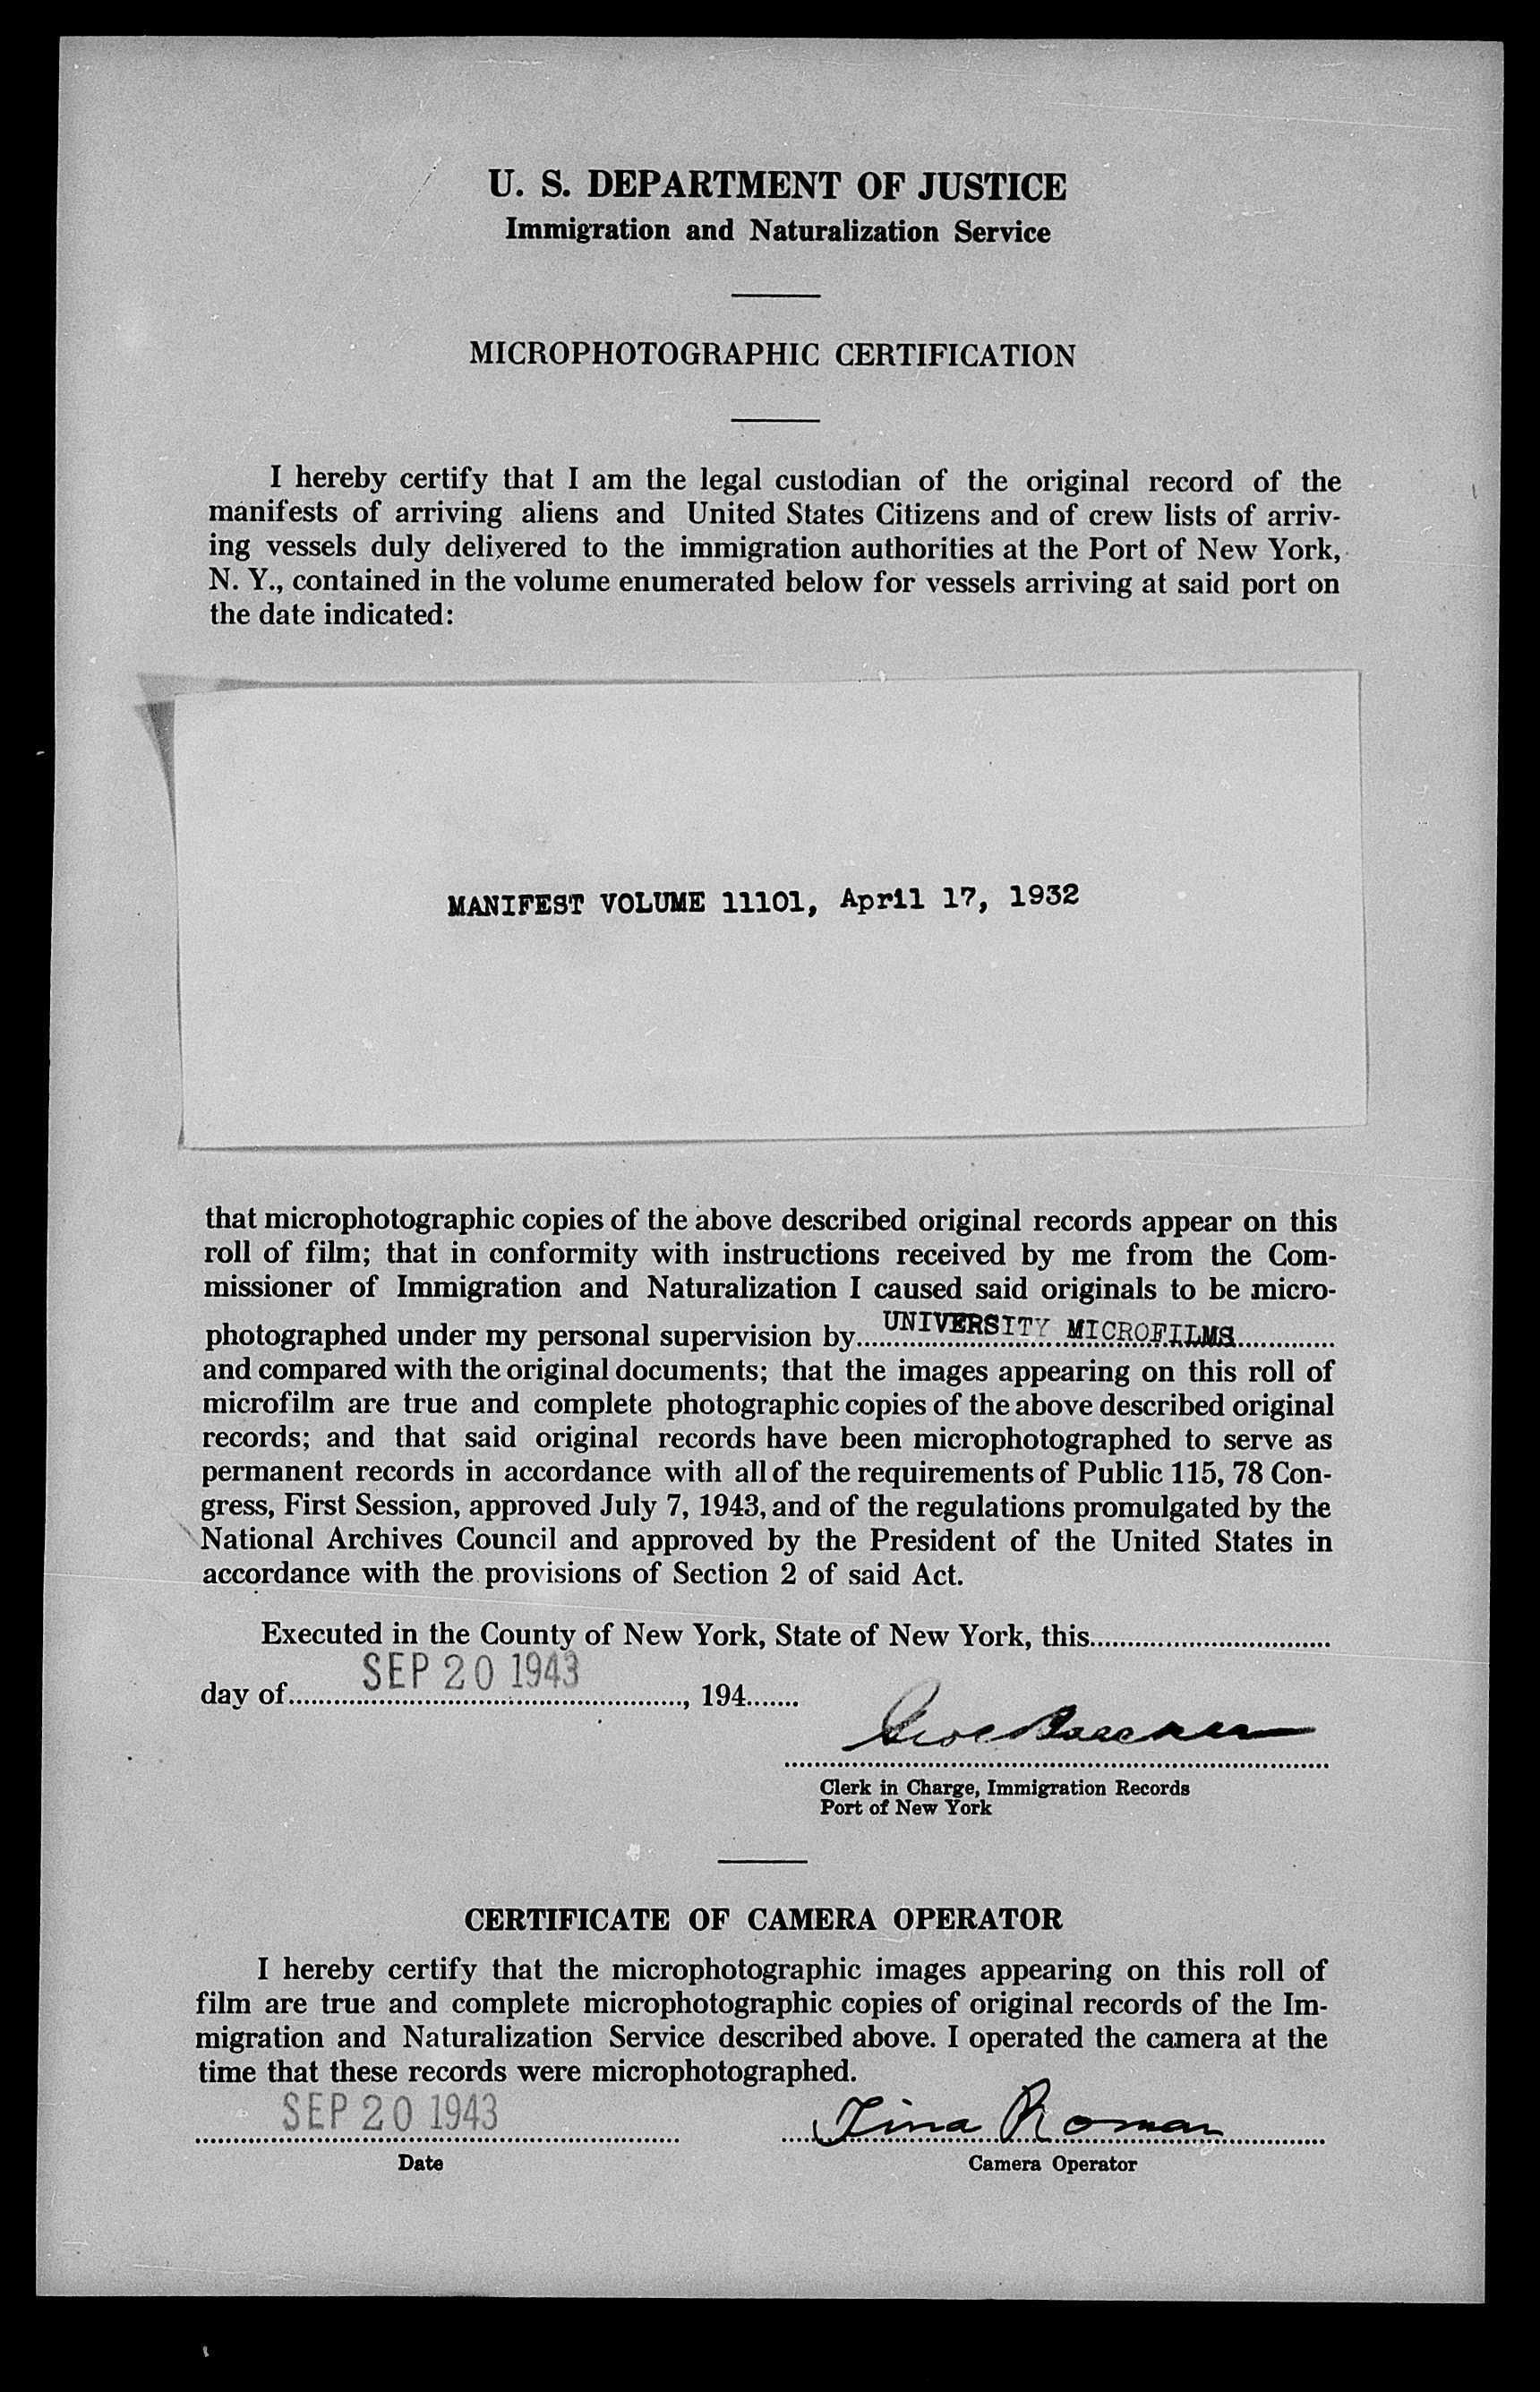 U. S. DEPARTMENT OF JUSTICE
Immigration and Naturalization Service
MICROPHOTOGRAPHIC CERTIFICATION
I hereby certify that I am the legal custodian of the original record of the
manifests of arriving aliens and United States Citizens and of crew lists of arriv-
ing vessels duly delivered to the immigration authorities at the Port of New York,
N. Y., contained in the volume enumerated below for vessels arriving at said port on
the date indicated:
MANIFEST VOLUME 11101, April 17, 1932
that microphotographic copies of the above described original records appear on this
roll of film; that in conformity with instructions received by me from the Com-
missioner of Immigration and Naturalization I caused said originals to be micro-
photographed under my personal supervision by UNIVERSITY MICROFILMS
and compared with the original documents; that the images appearing on this roll of
microfilm are true and complete photographic copies of the above described original
records; and that said original records have been microphotographed to serve as
permanent records in accordance with all of the requirements of Public 115, 78 Con-
gress, First Session, approved July 7, 1943, and of the regulations promulgated by the
National Archives Council and approved by the President of the United States in
accordance with the provisions of Section 2 of said Act.
Executed in the County of New York, State of New York, this
day of SEP 20 1943, 194
Clerk in Charge, Immigration Records
Port of New York
CERTIFICATE OF CAMERA OPERATOR
I hereby certify that the microphotographic images appearing on this roll of
film are true and complete microphotographic copies of original records of the Im-
migration and Naturalization Service described above. I operated the camera at the
time that these records were microphotographed.
SEP 20 1943 Tina Roman
Date Camera Operator